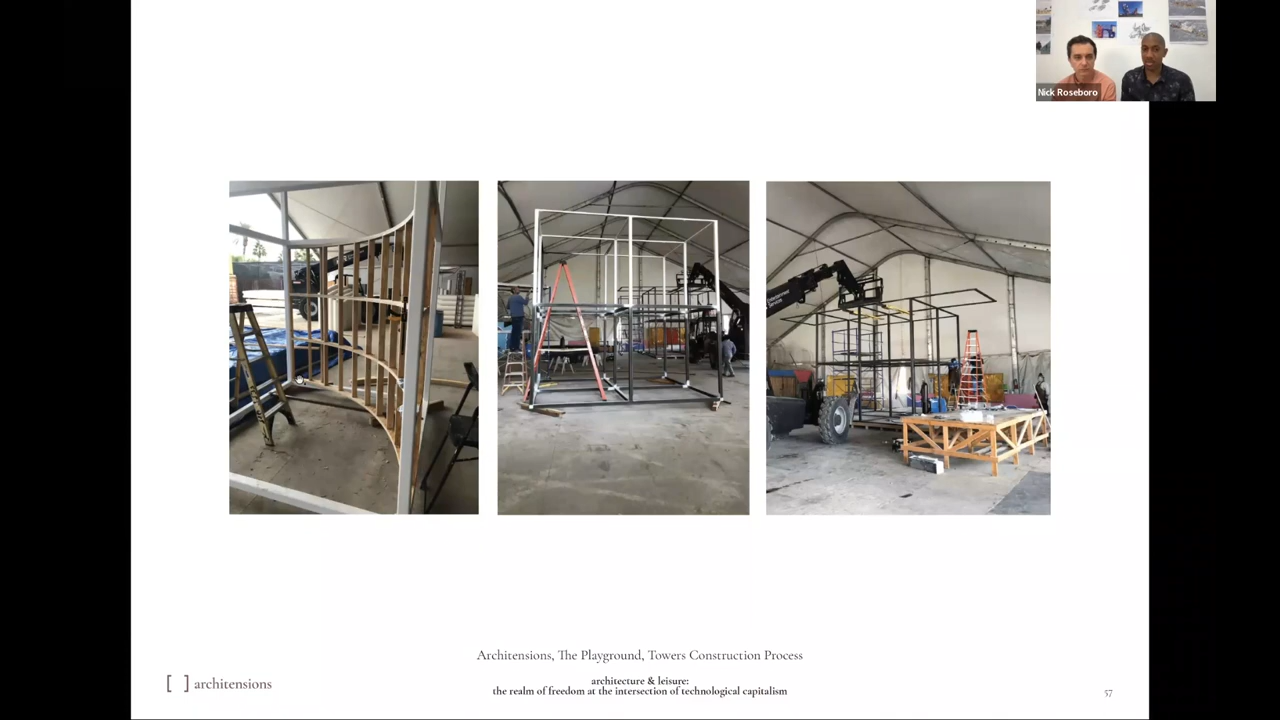 Nick Roseboro
Architensions, The Playground, Towers Construction Process
[ ] architensions
architecture & leisure:
the realm of freedom at the intersection of technological capitalism
57